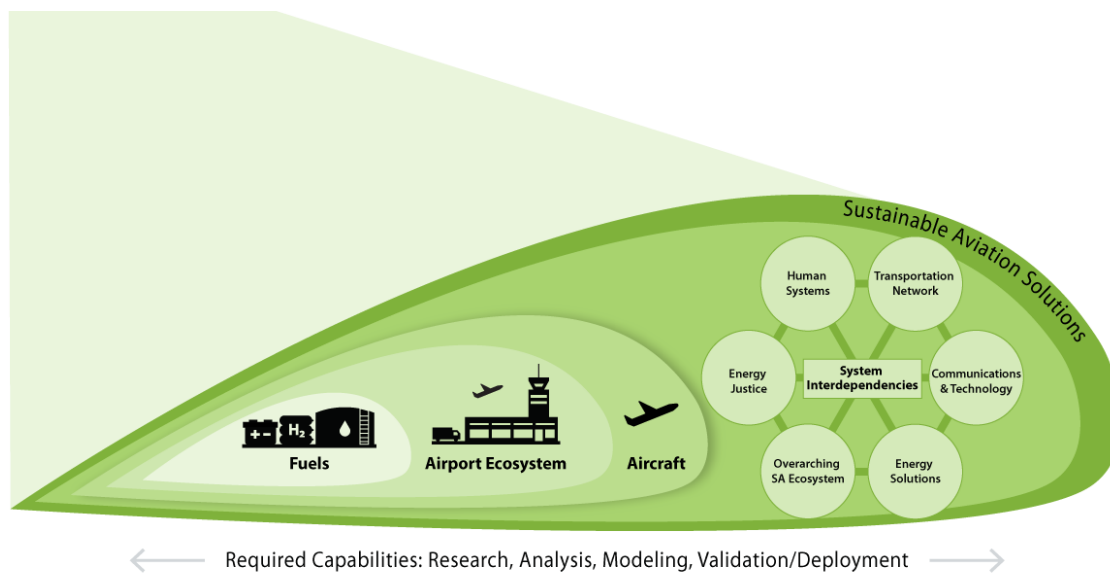 Sustainable Aviation Solutions
Human
Systems
Transportation
Network
Energy
Justice
System
Interdependencies
Communications
& Technology
Overarching
SA Ecosystem
Energy
Solutions
H2
Fuels
Airport Ecosystem
Aircraft
Required Capabilities: Research, Analysis, Modeling, Validation/Deployment